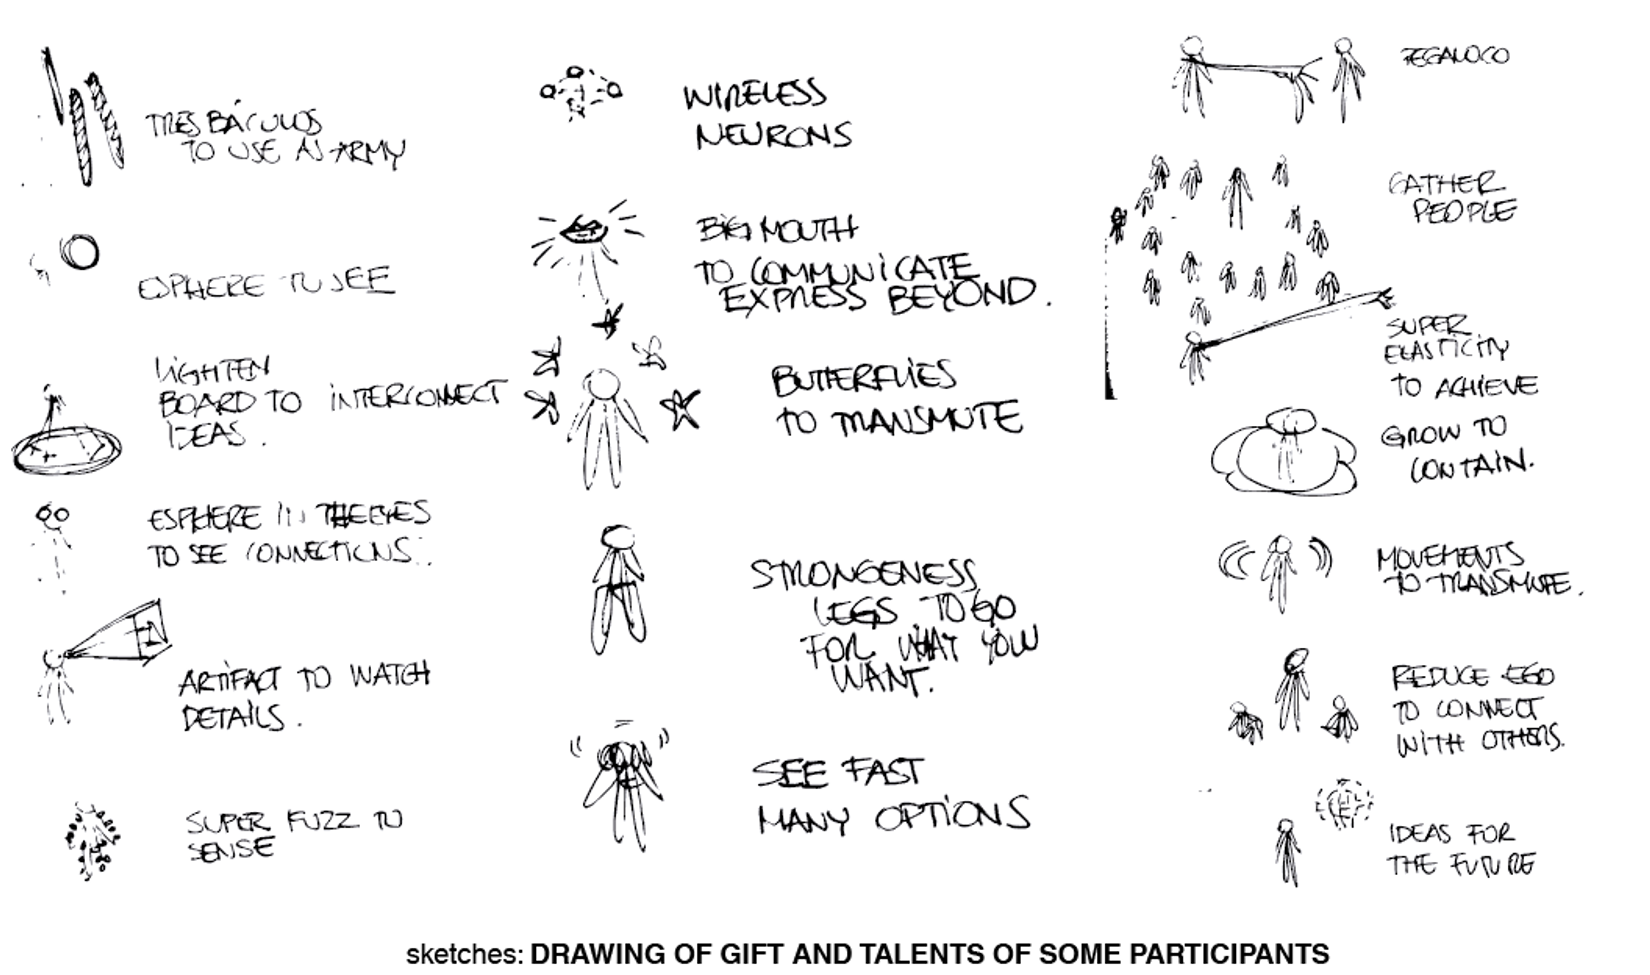 TRES BÁCULOS
TO USE AS ARMY
ESPHERE TO SEE
LIGHTEN
BOARD TO INTERCONNECT
IDEAS.
ESPHERE IN THE EYES
TO SEE CONNECTIONS..
ARTIFACT TO WATCH
DETAILS.
SUPER FUZZ TO
SENSE
WIRELESS
NEURONS
BIG MOUTH
TO COMMUNICATE
EXPRESS BEYOND.
BUTTERFLIES
TO TRANSMUTE
STRONGENESS
LEGS TO GO
FOR WHAT YOU
WANT.
SEE FAST
MANY OPTIONS
PEGALOCO
GATHER
PEOPLE
SUPER
ELASTICITY
TO ACHIEVE
GROW TO
CONTAIN.
MOVEMENTS
TO TRANSMUTE.
REDUCE EGO
TO CONNECT
WITH OTHERS.
IDEAS FOR
THE FUTURE
sketches: DRAWING OF GIFT AND TALENTS OF SOME PARTICIPANTS